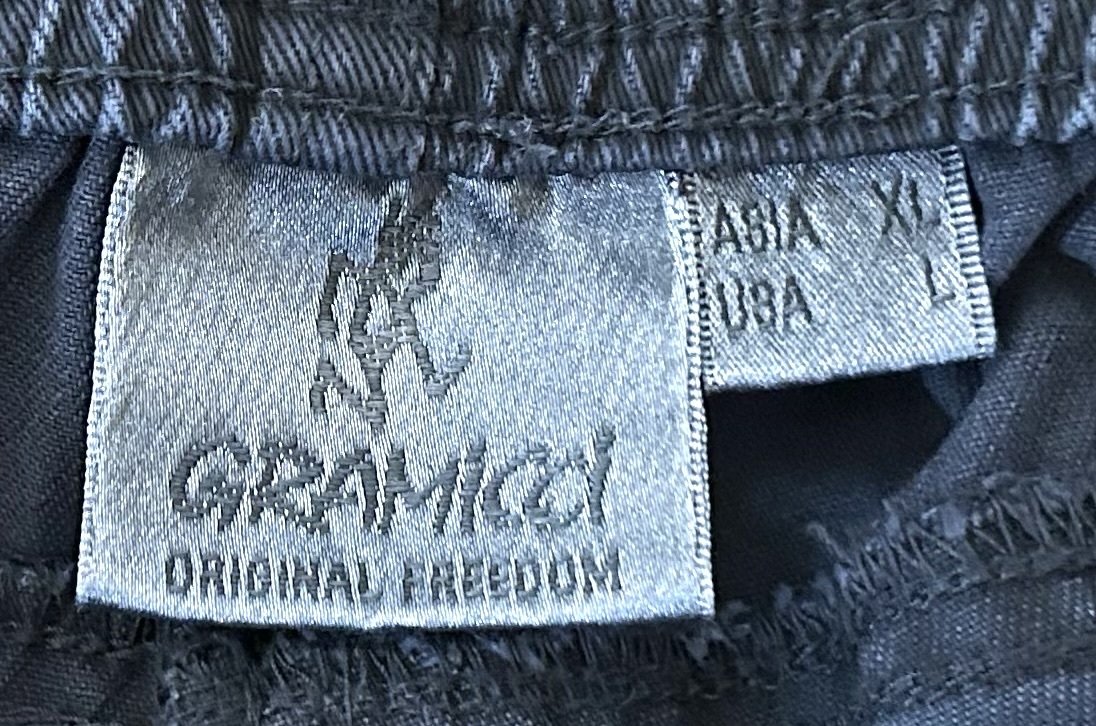 GRAMICCI
ORIGINAL FREEDOM
ASIA XL
USA L